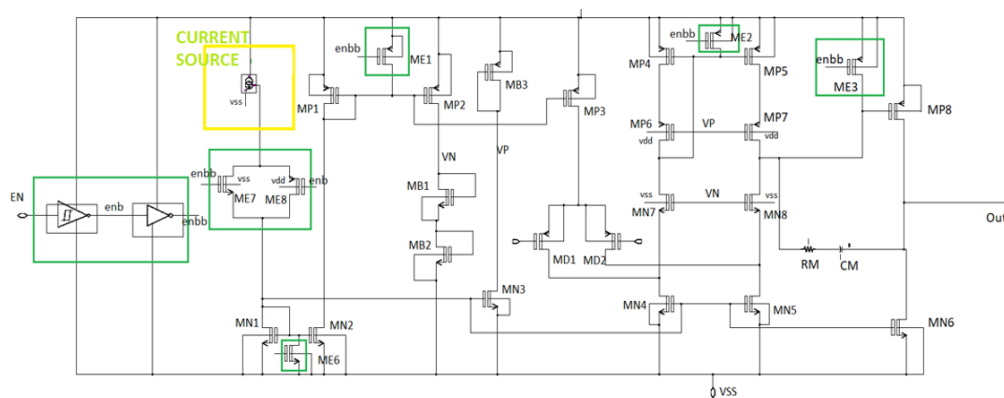 CURRENT
SOURCE
vss
enbb
ME1
MP1
MP2
MB3
MP3
enbb
ME2
MP4
MP5
enbb
ME3
MP8
MP6
VP
MP7
vdd
vdd
VN
VP
enbb
vss
vdd
enb
ME7
ME8
EN
enb
enbb
MB1
MB2
vss
VN
vss
MN7
MN8
MD1
MD2
Out
RM
CM
MN3
MN4
MN5
MN6
MN1
MN2
ME6
VSS